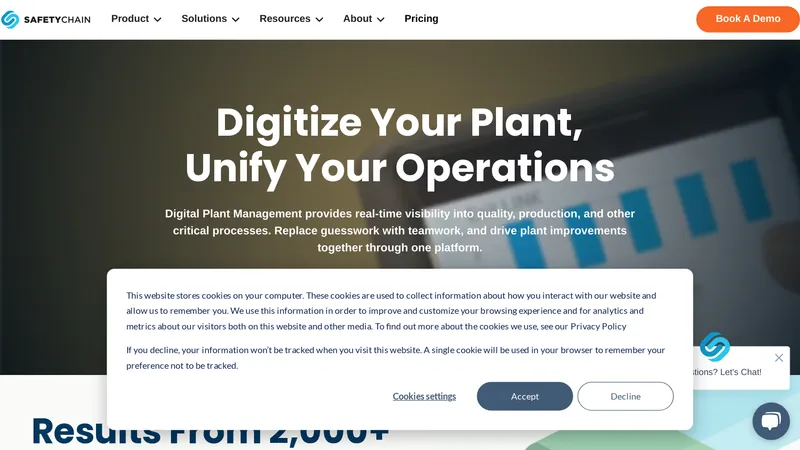 SAFETYCHAIN
Product
Solutions
Resources
About
Pricing
Book A Demo
Digitize Your Plant,
Unify Your Operations
Digital Plant Management provides real-time visibility into quality, production, and other
critical processes. Replace guesswork with teamwork, and drive plant improvements
together through one platform.
This website stores cookies on your computer. These cookies are used to collect information about how you interact with our website and
allow us to remember you. We use this information in order to improve and customize your browsing experience and for analytics and
metrics about our visitors both on this website and other media. To find out more about the cookies we use, see our Privacy Policy
If you decline, your information won't be tracked when you visit this website. A single cookie will be used in your browser to remember your
preference not to be tracked.
Cookies settings
Accept
Decline
Let's Chat!
Results From 2,000+